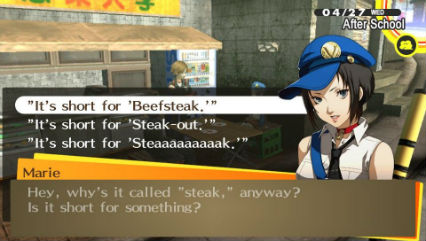 04/27 WED
After School
"It's short for 'Beefsteak.'"
"It's short for 'Steak-out.'"
"It's short for 'Steaaaaaaaaak.'"
Marie
Hey, why's it called "steak," anyway?
Is it short for something?